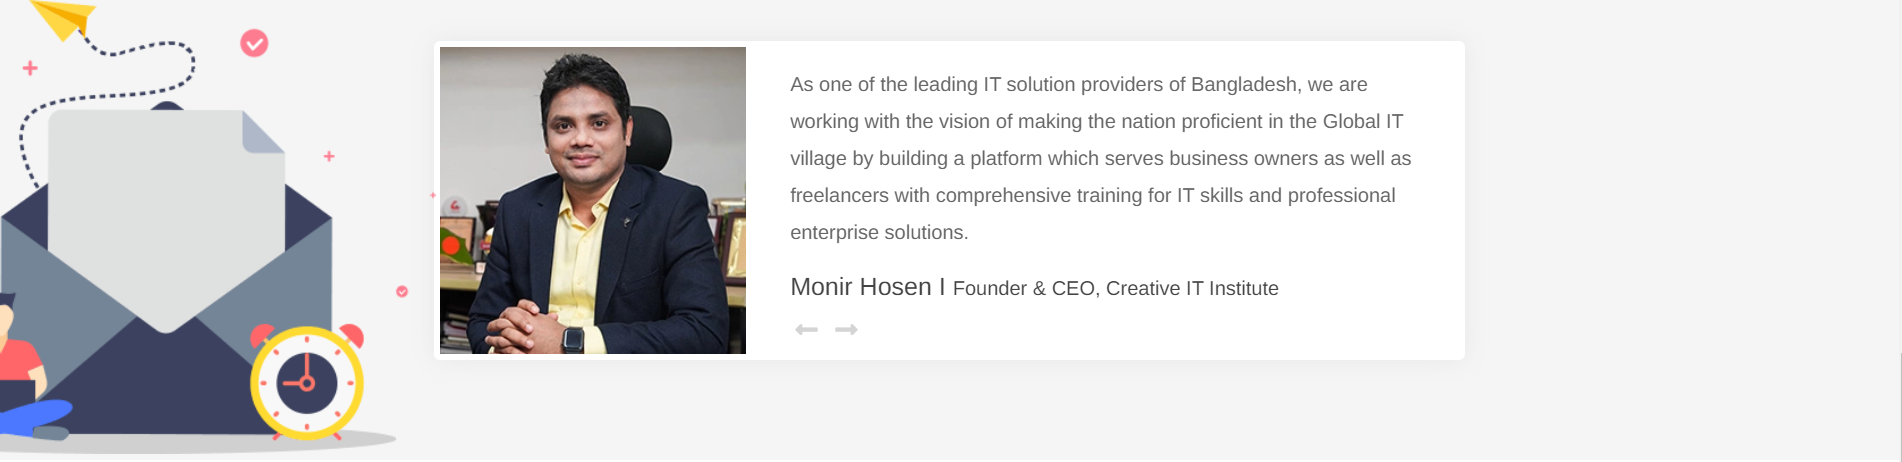 As one of the leading IT solution providers of Bangladesh, we are
working with the vision of making the nation proficient in the Global IT
village by building a platform which serves business owners as well as
freelancers with comprehensive training for IT skills and professional
enterprise solutions.
Monir Hosen I Founder & CEO, Creative IT Institute